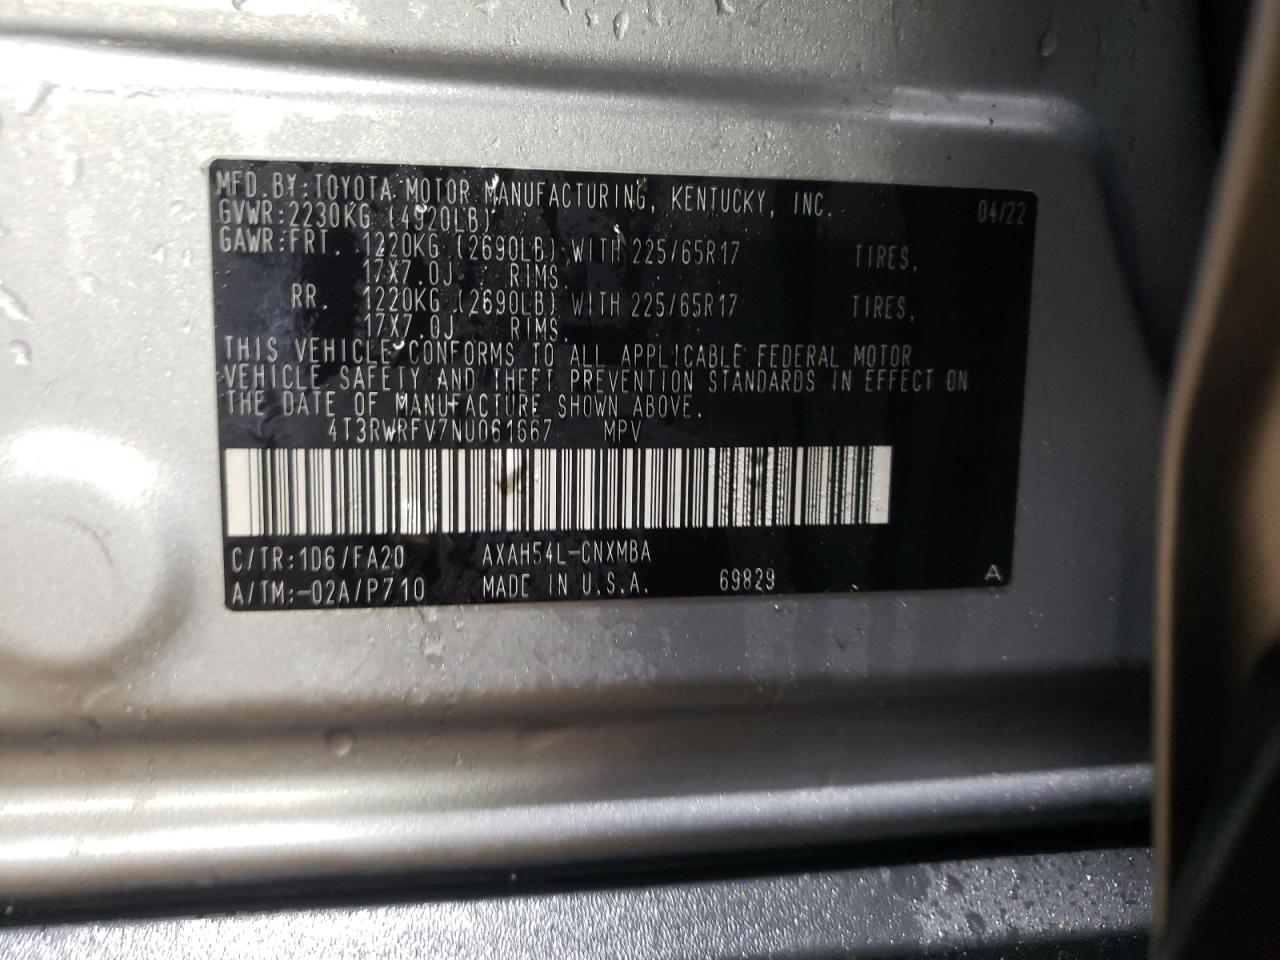 MFD. BY: TOYOTA MOTOR MANUFACTURING, KENTUCKY, INC. 04/22
GVWR: 2230KG (4920LB)
GAWR: FRT. 1220KG (2690LB) WITH 225/65R17 TIRES,
17X7.0J RIMS,
RR. 1220KG (2690LB) WITH 225/65R17 TIRES,
17X7.0J RIMS.
THIS VEHICLE CONFORMS TO ALL APPLICABLE FEDERAL MOTOR
VEHICLE SAFETY AND THEFT PREVENTION STANDARDS IN EFFECT ON
THE DATE OF MANUFACTURE SHOWN ABOVE.
4T3RWRFV7NU061667 MPV
C/TR: 1D6/FA20 AXAH54L-CNXMBA
A/TM: -02A/P710 MADE IN U.S.A. 69829 A